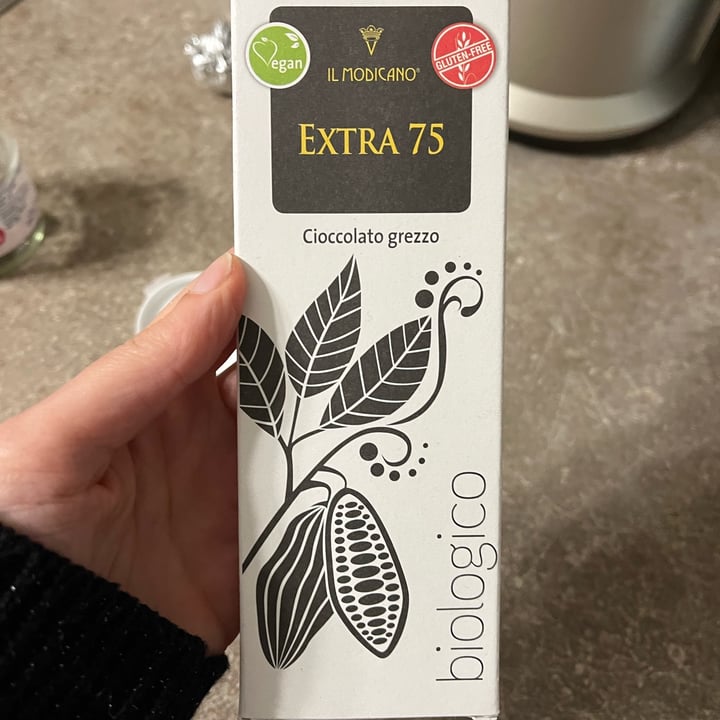 Vegan
IL MODICANO®
GLUTEN-FREE
EXTRA 75
Cioccolato grezzo
biologico